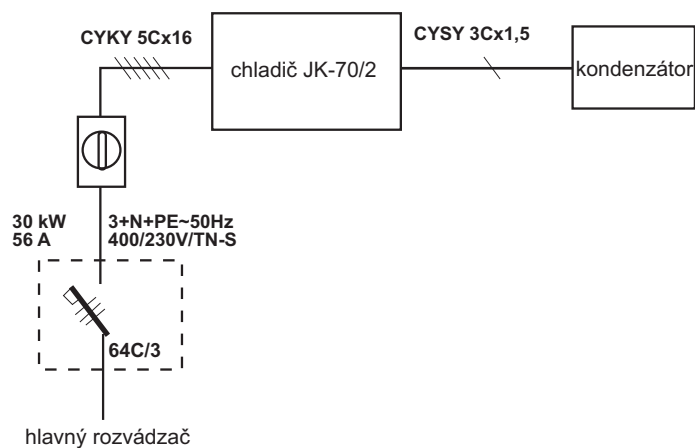 CYKY 5Cx16
chladič JK-70/2
CYSY 3Cx1,5
kondenzátor
30 kW
56 A
3+N+PE~50Hz
400/230V/TN-S
64C/3
hlavný rozvádzač